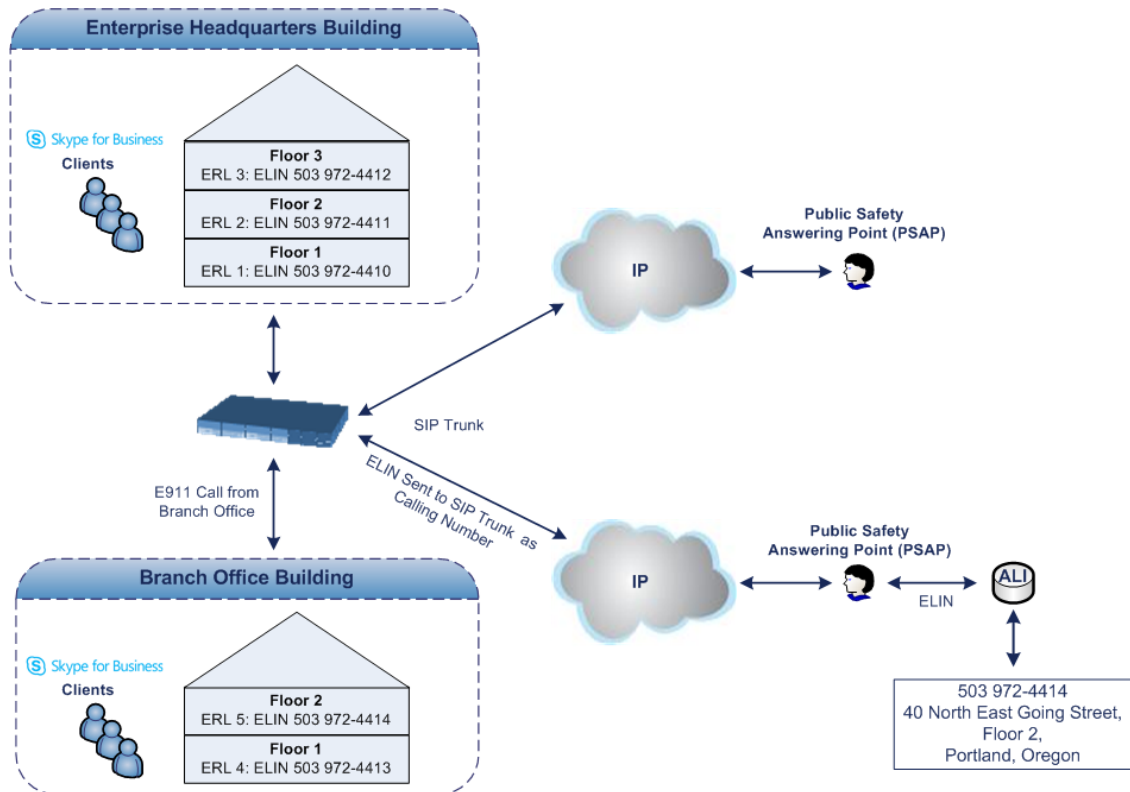 Enterprise Headquarters Building
S Skype for Business
Clients
Floor 3
ERL 3: ELIN 503 972-4412
Floor 2
ERL 2: ELIN 503 972-4411
Floor 1
ERL 1: ELIN 503 972-4410
IP
Public Safety
Answering Point (PSAP)
SIP Trunk
ELIN Sent to SIP Trunk as
Calling Number
E911 Call from
Branch Office
IP
Public Safety
Answering Point (PSAP)
ELIN
ALI
503 972-4414
40 North East Going Street,
Floor 2,
Portland, Oregon
Branch Office Building
S Skype for Business
Clients
Floor 2
ERL 5: ELIN 503 972-4414
Floor 1
ERL 4: ELIN 503 972-4413